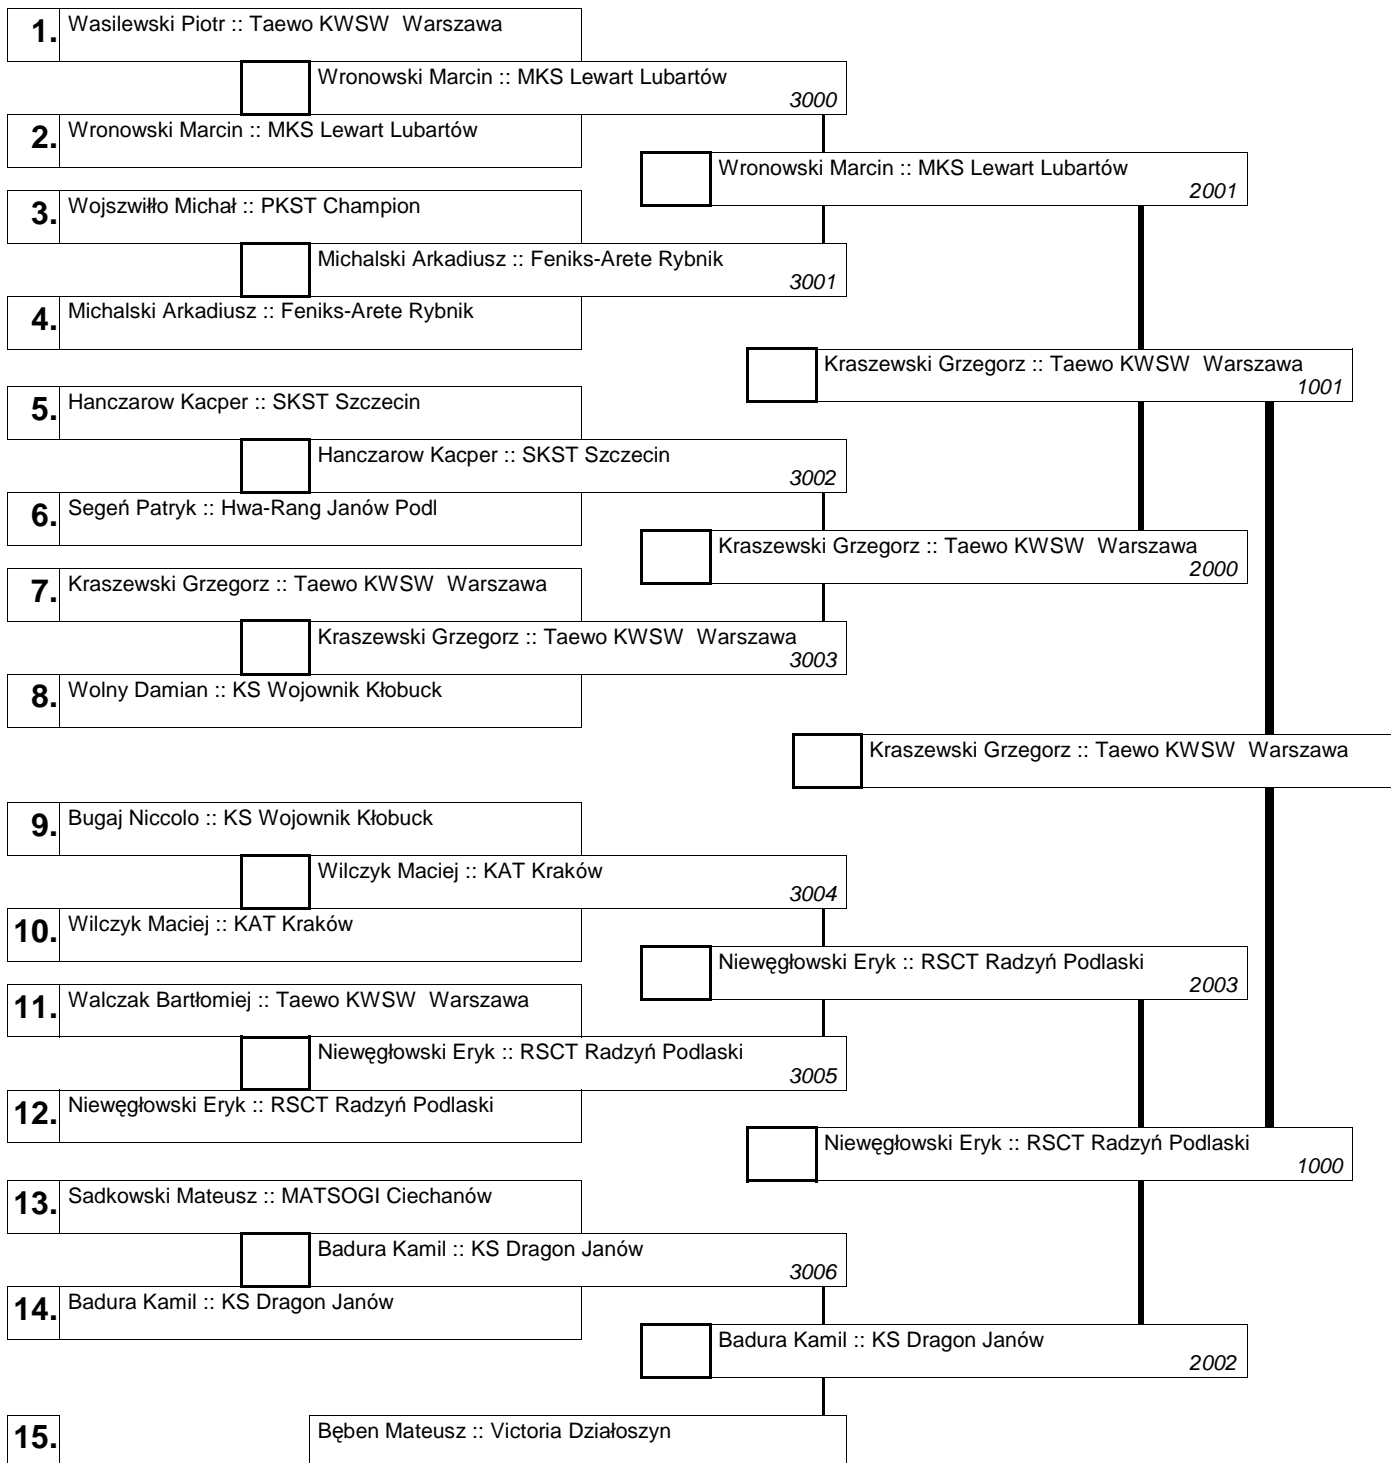 1. Wasilewski Piotr :: Taewo KWSW  Warszawa
Wronowski Marcin :: MKS Lewart Lubartów
3000
2. Wronowski Marcin :: MKS Lewart Lubartów
Wronowski Marcin :: MKS Lewart Lubartów
2001
3. Wojszwiłło Michał :: PKST Champion
Michalski Arkadiusz :: Feniks-Arete Rybnik
3001
4. Michalski Arkadiusz :: Feniks-Arete Rybnik
Kraszewski Grzegorz :: Taewo KWSW  Warszawa
1001
5. Hanczarow Kacper :: SKST Szczecin
Hanczarow Kacper :: SKST Szczecin
3002
6. Segeń Patryk :: Hwa-Rang Janów Podl
Kraszewski Grzegorz :: Taewo KWSW  Warszawa
2000
7. Kraszewski Grzegorz :: Taewo KWSW  Warszawa
Kraszewski Grzegorz :: Taewo KWSW  Warszawa
3003
8. Wolny Damian :: KS Wojownik Kłobuck
Kraszewski Grzegorz :: Taewo KWSW  Warszawa
9. Bugaj Niccolo :: KS Wojownik Kłobuck
Wilczyk Maciej :: KAT Kraków
3004
10. Wilczyk Maciej :: KAT Kraków
Niewęgłowski Eryk :: RSCT Radzyń Podlaski
2003
11. Walczak Bartłomiej :: Taewo KWSW  Warszawa
Niewęgłowski Eryk :: RSCT Radzyń Podlaski
3005
12. Niewęgłowski Eryk :: RSCT Radzyń Podlaski
Niewęgłowski Eryk :: RSCT Radzyń Podlaski
1000
13. Sadkowski Mateusz :: MATSOGI Ciechanów
Badura Kamil :: KS Dragon Janów
3006
14. Badura Kamil :: KS Dragon Janów
Badura Kamil :: KS Dragon Janów
2002
15. Bęben Mateusz :: Victoria Działoszyn